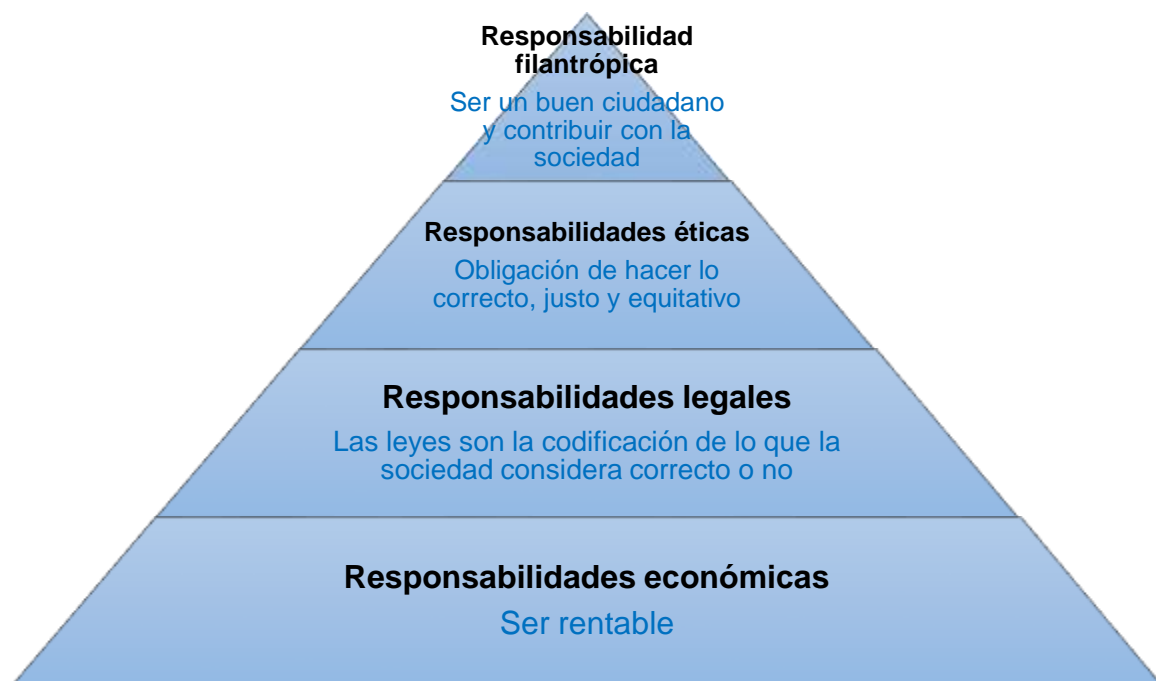 Responsabilidad
filantrópica
Ser un buen ciudadano
y contribuir con la
sociedad
Responsabilidades éticas
Obligación de hacer lo
correcto, justo y equitativo
Responsabilidades legales
Las leyes son la codificación de lo que la
sociedad considera correcto o no
Responsabilidades económicas
Ser rentable